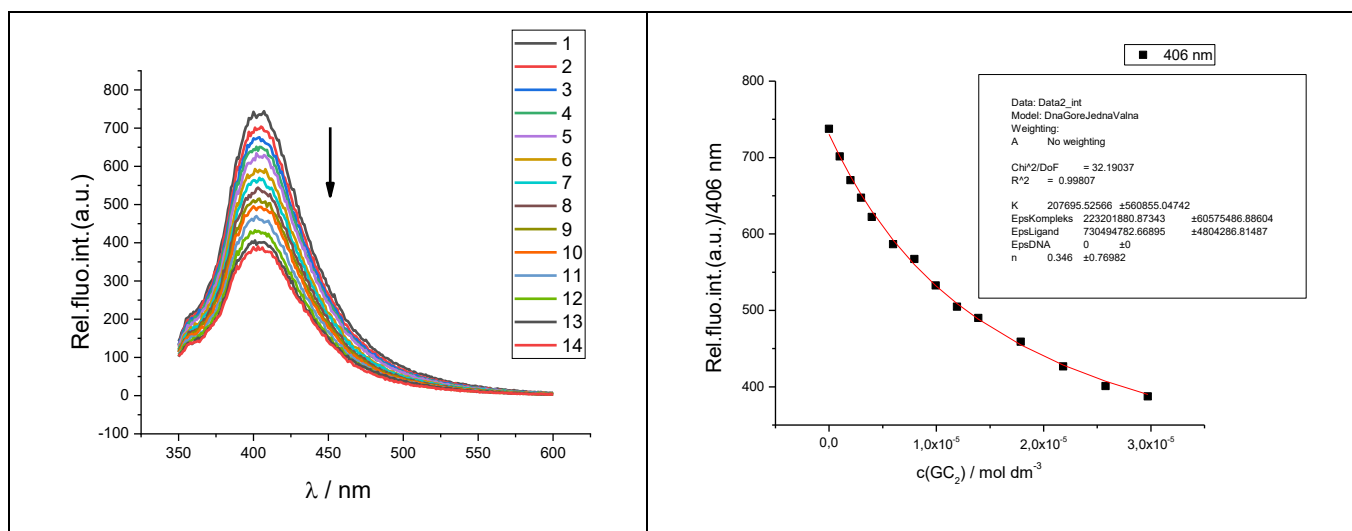 1
2
3
4
5
6
7
8
9
10
11
12
13
14
800
700
600
500
400
300
200
100
0
-100
350 400 450 500 550 600
Rel.fluo.int.(a.u.)
λ / nm
406 nm
Data: Data2_int
Model: DnaGoreJednaValna
Weighting:
A No weighting
Chi^2/DoF = 32.19037
R^2 = 0.99807
K 207695.52566 ±560855.04742
EpsKompleks 223201880.87343 ±60575486.88604
EpsLigand 730494782.66895 ±4804286.81487
EpsDNA 0 ±0
n 0.346 ±0.76982
800
700
600
500
400
0,0 1,0x10⁻⁵ 2,0x10⁻⁵ 3,0x10⁻⁵
Rel.fluo.int.(a.u.)/406 nm
c(GC₂) / mol dm⁻³